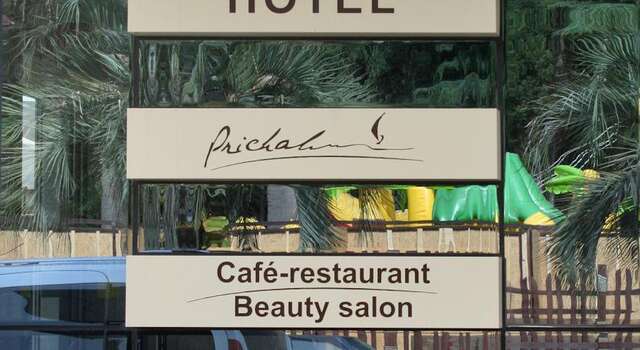 HOTEL
Prichal
Café-restaurant
Beauty salon